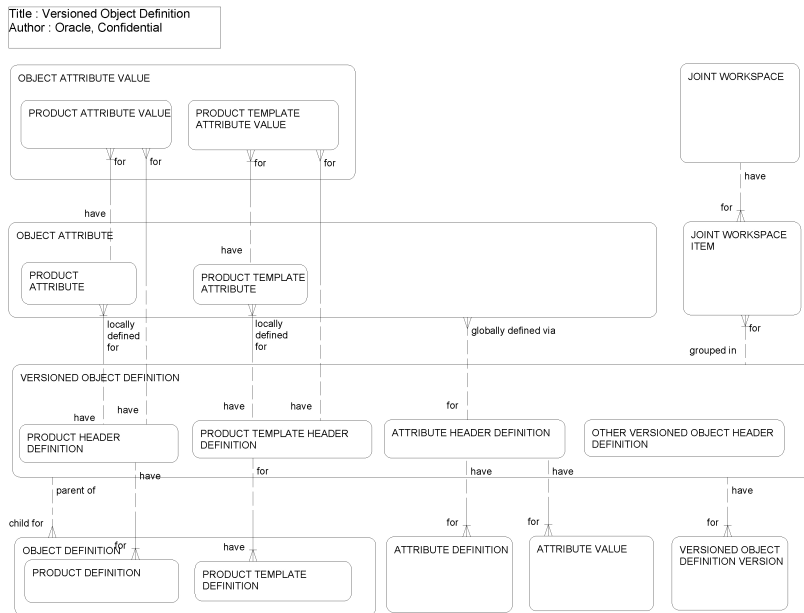 Title : Versioned Object Definition
Author : Oracle, Confidential
OBJECT ATTRIBUTE VALUE
JOINT WORKSPACE
PRODUCT ATTRIBUTE VALUE
PRODUCT TEMPLATE
ATTRIBUTE VALUE
for
for
for
for
have
for
have
have
OBJECT ATTRIBUTE
JOINT WORKSPACE
ITEM
PRODUCT
ATTRIBUTE
PRODUCT TEMPLATE
ATTRIBUTE
locally
defined
for
locally
defined
for
globally defined via
for
grouped in
VERSIONED OBJECT DEFINITION
have
have
have
have
for
PRODUCT HEADER
DEFINITION
PRODUCT TEMPLATE HEADER
DEFINITION
ATTRIBUTE HEADER DEFINITION
OTHER VERSIONED OBJECT HEADER
DEFINITION
have
for
have
have
parent of
have
child for
for
have
for
for
for
OBJECT DEFINITION
PRODUCT DEFINITION
PRODUCT TEMPLATE
DEFINITION
ATTRIBUTE DEFINITION
ATTRIBUTE VALUE
VERSIONED OBJECT
DEFINITION VERSION